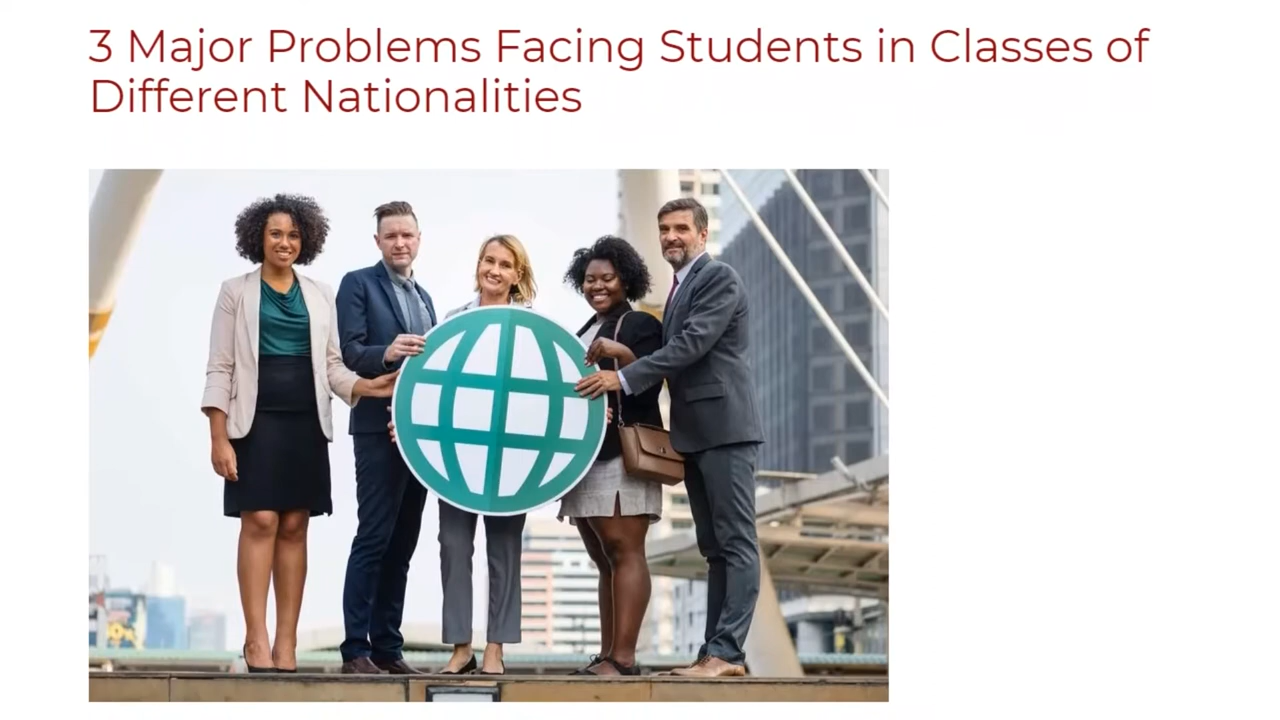 3 Major Problems Facing Students in Classes of
Different Nationalities